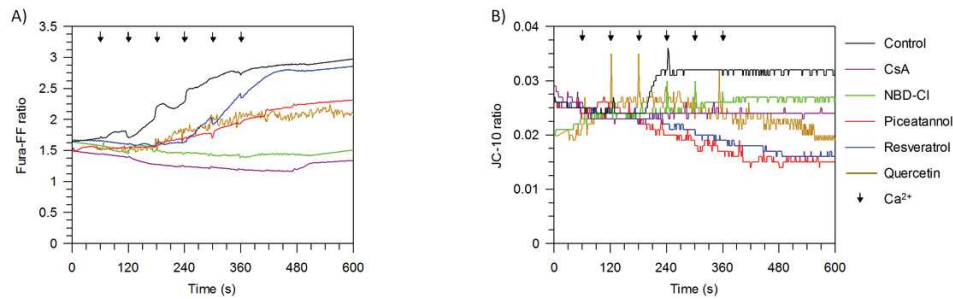 A)
Fura-FF ratio
3.5
3
2.5
2
1.5
1
0.5
0
0 120 240 360 480 600
Time (s)
B)
JC-10 ratio
0.04
0.03
0.02
0.01
0
0 120 240 360 480 600
Time (s)
Control
CsA
NBD-Cl
Piceatannol
Resveratrol
Quercetin
Ca²⁺